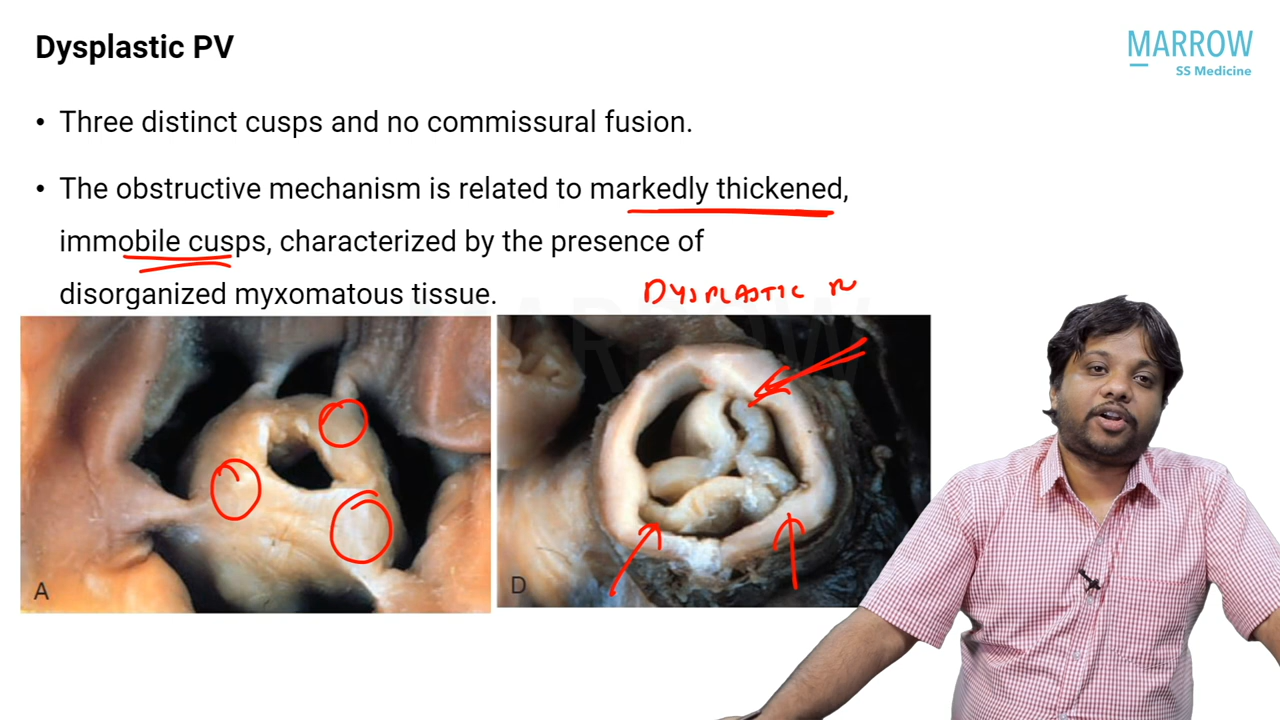 Dysplastic PV
MARROW
SS Medicine
• Three distinct cusps and no commissural fusion.
• The obstructive mechanism is related to markedly thickened,
immobile cusps, characterized by the presence of
disorganized myxomatous tissue.
DYSPLASTIC
MARROW
A
D